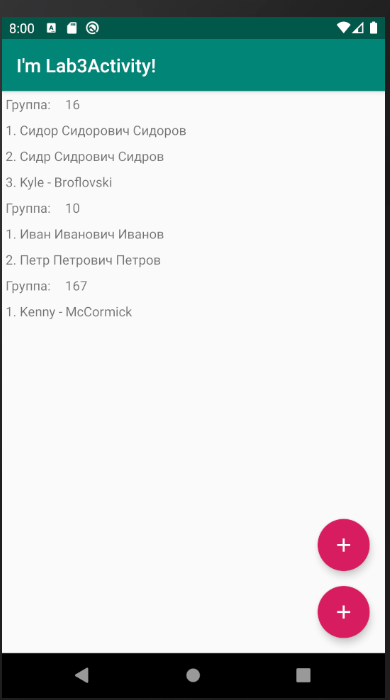 8:00
I'm Lab3Activity!
Группа: 16
1. Сидор Сидорович Сидоров
2. Сидр Сидрович Сидров
3. Kyle - Broflovski
Группа: 10
1. Иван Иванович Иванов
2. Петр Петрович Петров
Группа: 167
1. Kenny - McCormick
+
+